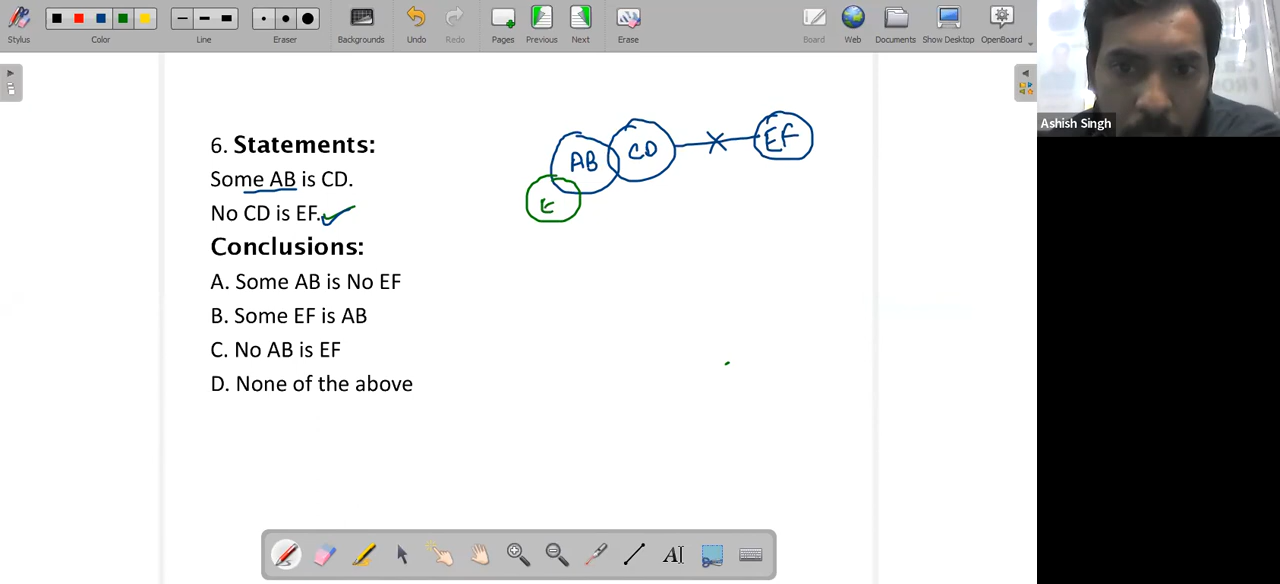 Stylus
Color
Line
Eraser
Backgrounds
Undo
Redo
Pages
Previous
Next
Erase
Board
Web
Documents
Show Desktop
OpenBoard
Ashish Singh
6. Statements:
Some AB is CD.
No CD is EF.
Conclusions:
A. Some AB is No EF
B. Some EF is AB
C. No AB is EF
D. None of the above
AB
CD
EF
E
AI